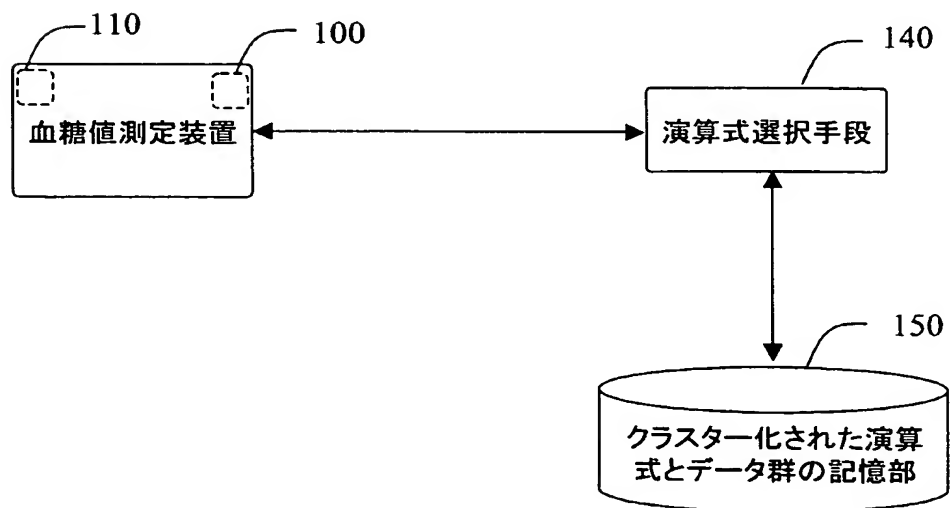 110
100
140
血糖値測定装置
演算式選択手段
150
クラスター化された演算
式とデータ群の記憶部